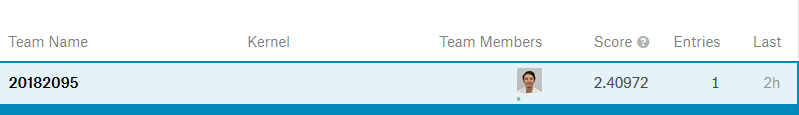 Team Name Kernel Team Members Score ? Entries Last
20182095 2.40972 1 2h